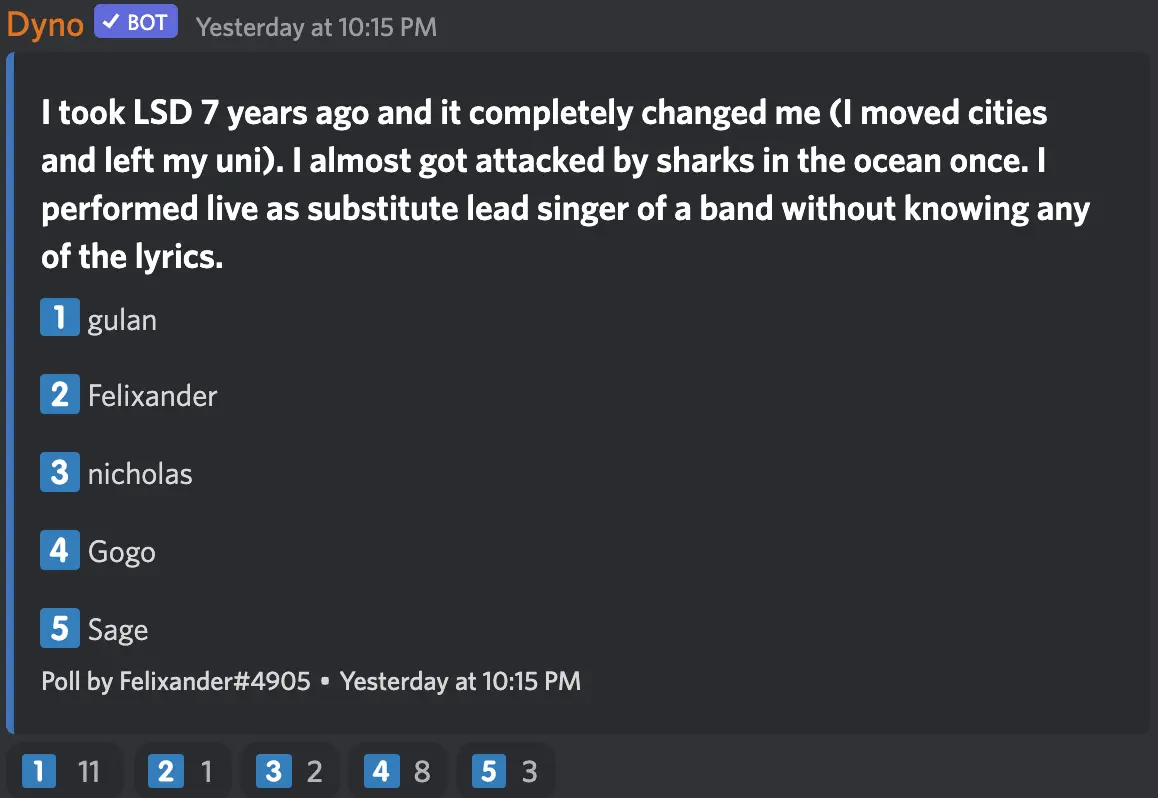 Dyno ✓ BOT Yesterday at 10:15 PM
I took LSD 7 years ago and it completely changed me (I moved cities
and left my uni). I almost got attacked by sharks in the ocean once. I
performed live as substitute lead singer of a band without knowing any
of the lyrics.
1 gulan
2 Felixander
3 nicholas
4 Gogo
5 Sage
Poll by Felixander#4905 • Yesterday at 10:15 PM
1 11 2 1 3 2 4 8 5 3